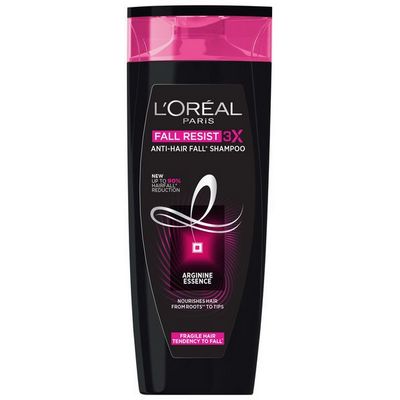 L'ORÉAL
PARIS
FALL RESIST 3X
ANTI-HAIR FALL* SHAMPOO
NEW
UP TO 90%
HAIRFALL*
REDUCTION
ARGININE
ESSENCE
NOURISHES HAIR
FROM ROOTS** TO TIPS
FRAGILE HAIR
TENDENCY TO FALL*